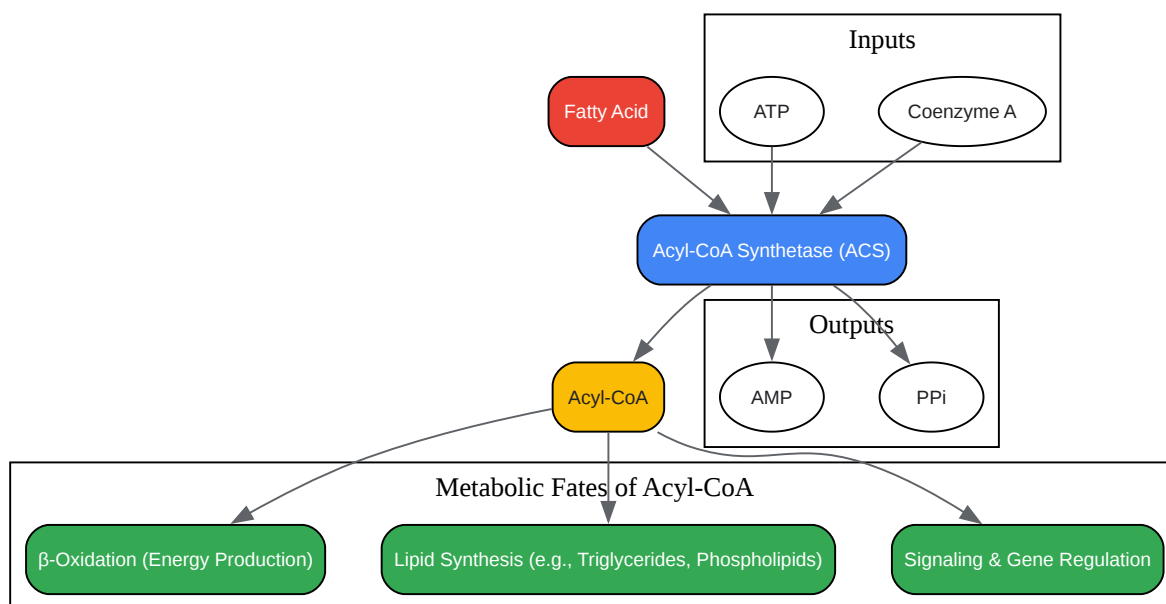 Inputs
Fatty Acid
ATP
Coenzyme A
Acyl-CoA Synthetase (ACS)
Outputs
Acyl-CoA
AMP
PPi
Metabolic Fates of Acyl-CoA
β-Oxidation (Energy Production)
Lipid Synthesis (e.g., Triglycerides, Phospholipids)
Signaling & Gene Regulation